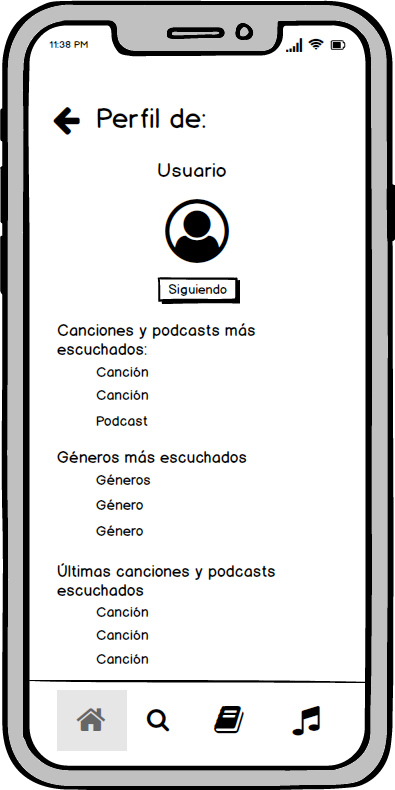 11:38 PM
Perfil de:
Usuario
Siguiendo
Canciones y podcasts más
escuchados:
Canción
Canción
Podcast
Géneros más escuchados
Géneros
Género
Género
Últimas canciones y podcasts
escuchados
Canción
Canción
Canción